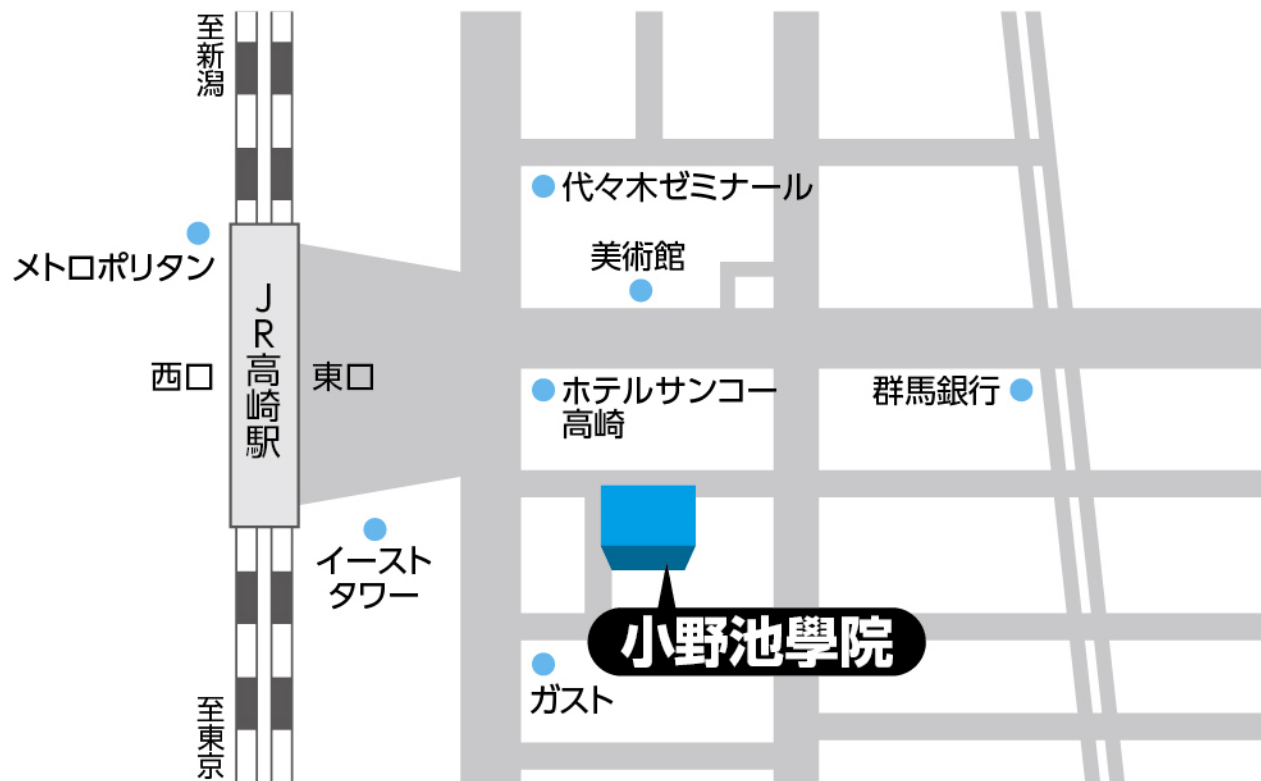 至新潟
代々木ゼミナール
メトロポリタン
美術館
JR高崎駅
西口
東口
ホテルサンコー
高崎
群馬銀行
イースト
タワー
小野池學院
ガスト
至東京